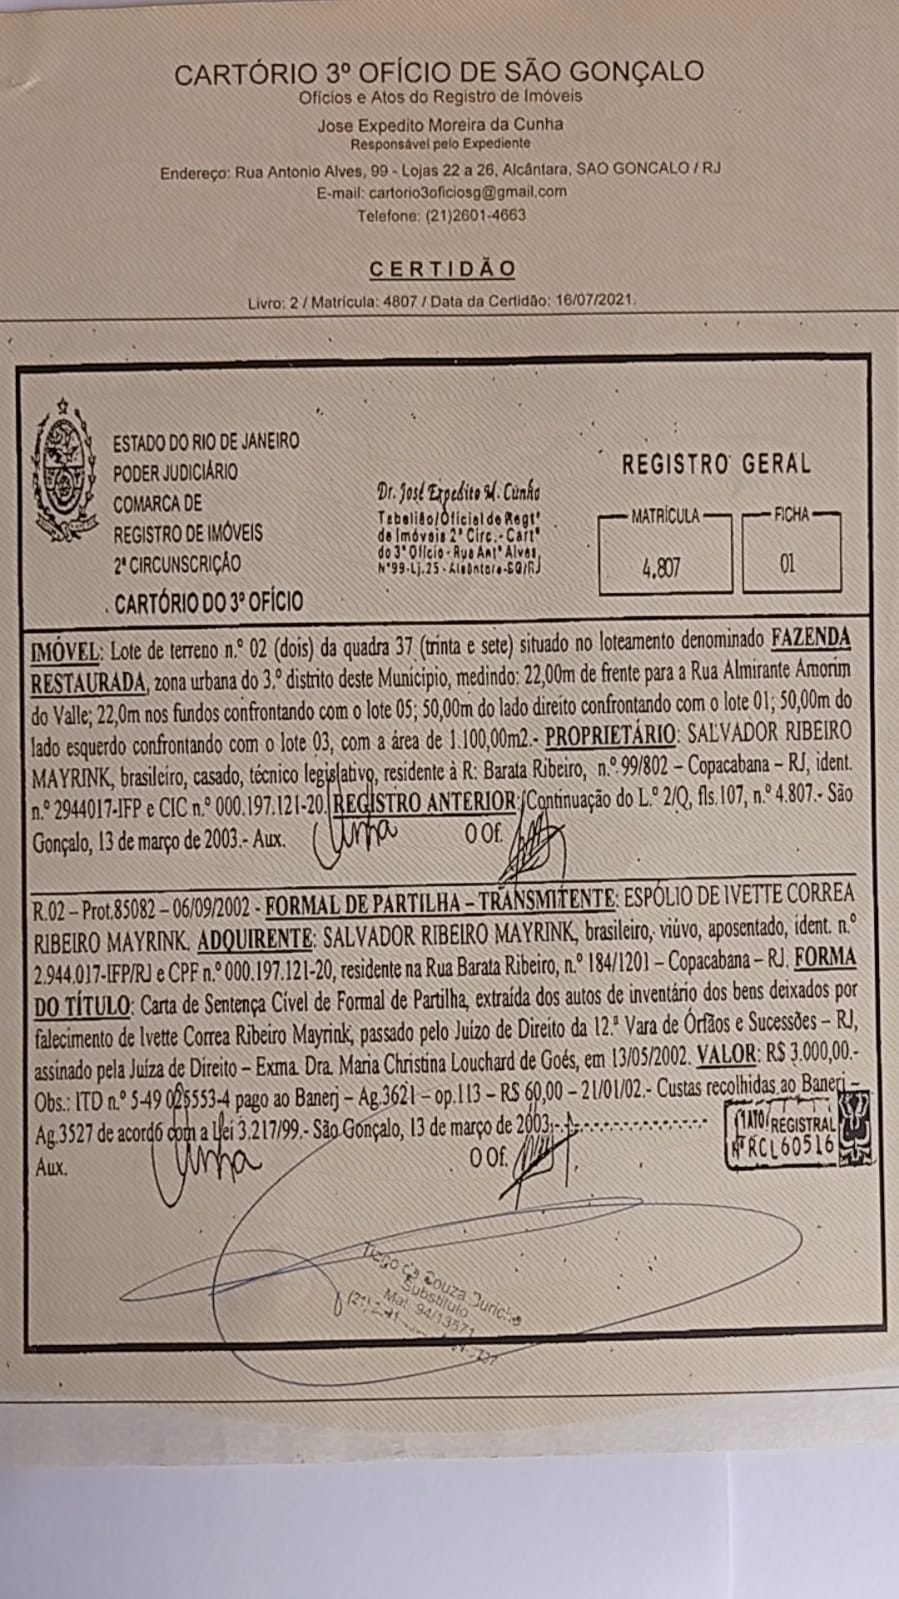 CARTÓRIO 3º OFÍCIO DE SÃO GONÇALO
Ofícios e Atos do Registro de Imóveis
Jose Expedito Moreira da Cunha
Responsável pelo Expediente
Endereço: Rua Antonio Alves, 99 - Lojas 22 a 26, Alcântara, SAO GONCALO / RJ
E-mail: cartorio3oficiosg@gmail.com
Telefone: (21)2601-4663
CERTIDÃO
Livro: 2 / Matrícula: 4807 / Data da Certidão: 16/07/2021.
ESTADO DO RIO DE JANEIRO
PODER JUDICIÁRIO
COMARCA DE
REGISTRO DE IMÓVEIS
2ª CIRCUNSCRIÇÃO
CARTÓRIO DO 3º OFÍCIO
Dr. José Expedito M. Cunha
Tabelião/Oficial do Regtº
de Imóveis 2ª Circ. - Cartº
do 3º Ofício - Rua Antº Alves,
Nº99-Lj.25 - Alcântara-SG/RJ
REGISTRO GERAL
MATRÍCULA
4.807
FICHA
01
IMÓVEL: Lote de terreno n.º 02 (dois) da quadra 37 (trinta e sete) situado no loteamento denominado FAZENDA
RESTAURADA, zona urbana do 3.º distrito deste Município, medindo: 22,00m de frente para a Rua Almirante Amorim
do Valle; 22,0m nos fundos confrontando com o lote 05; 50,00m do lado direito confrontando com o lote 01; 50,00m do
lado esquerdo confrontando com o lote 03, com a área de 1.100,00m2.- PROPRIETÁRIO: SALVADOR RIBEIRO
MAYRINK, brasileiro, casado, técnico legislativo, residente à R: Barata Ribeiro, n.º 99/802 – Copacabana – RJ, ident.
n.º 2944017-IFP e CIC n.º 000.197.121-20. REGISTRO ANTERIOR: Continuação do L.º 2/Q, fls.107, n.º 4.807.- São
Gonçalo, 13 de março de 2003.- Aux. Cunha O Of.
R.02 – Prot.85082 – 06/09/2002 - FORMAL DE PARTILHA – TRANSMITENTE: ESPÓLIO DE IVETTE CORREA
RIBEIRO MAYRINK. ADQUIRENTE: SALVADOR RIBEIRO MAYRINK, brasileiro, viúvo, aposentado, ident. n.º
2.944.017-IFP/RJ e CPF n.º 000.197.121-20, residente na Rua Barata Ribeiro, n.º 184/1201 – Copacabana – RJ. FORMA
DO TÍTULO: Carta de Sentença Cível de Formal de Partilha, extraída dos autos de inventário dos bens deixados por
falecimento de Ivette Correa Ribeiro Mayrink, passado pelo Juízo de Direito da 12.ª Vara de Órfãos e Sucessões – RJ,
assinado pela Juíza de Direito – Exma. Dra. Maria Christina Louchard de Goés, em 13/05/2002. VALOR: R$ 3.000,00.-
Obs.: ITD n.º 5-49 025553-4 pago ao Banerj – Ag.3621 – op.113 – R$ 60,00 – 21/01/02.- Custas recolhidas ao Banerj –
Ag.3527 de acordo com a Lei 3.217/99.- São Gonçalo, 13 de março de 2003.-
Aux. Cunha O Of.
ATO REGISTRAL
Nº RCL60516
Tiago de Souza
Substituto
Mat. 94/13571